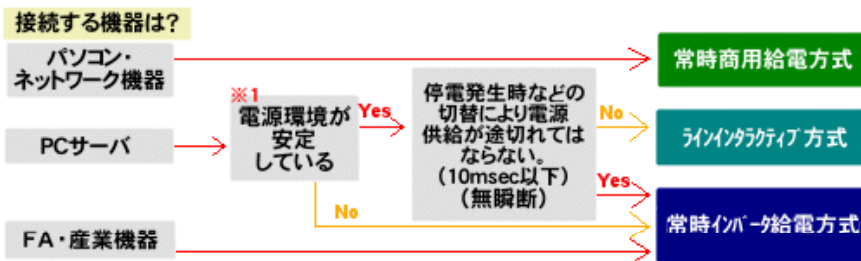 接続する機器は?
パソコン・
ネットワーク機器
常時商用給電方式
※1
電源環境が
安定
している
Yes
停電発生時などの
切替により電源
供給が途切れては
ならない。
(10msec以下)
(無瞬断)
No
ラインインタラクティブ方式
PCサーバ
Yes
No
常時インバータ給電方式
FA・産業機器